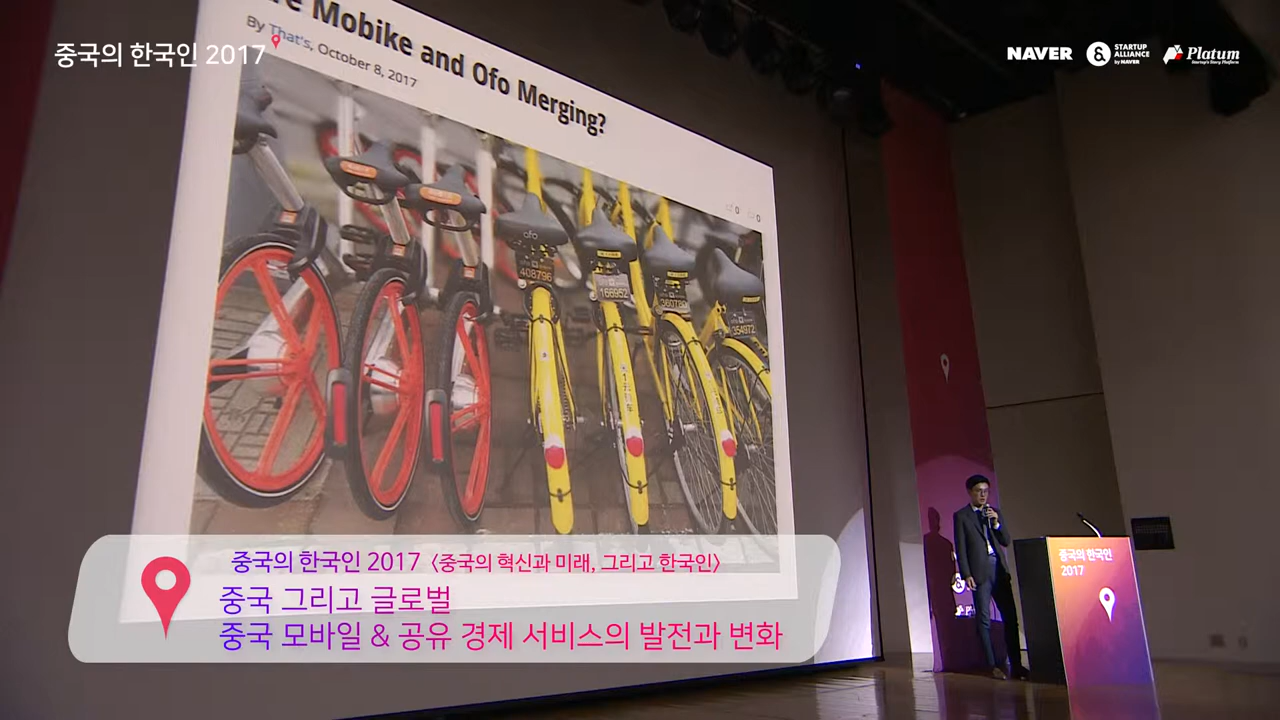 중국의 한국인 2017
NAVER
&
STARTUP
ALLIANCE
by NAVER
Platum
Startup's Story Platform
re Mobike and Ofo Merging?
By That's, October 8, 2017
0
0
ofo
408796
166952
354972
중국의 한국인
2017
중국의 한국인 2017 〈중국의 혁신과 미래, 그리고 한국인〉
중국 그리고 글로벌
중국 모바일 & 공유 경제 서비스의 발전과 변화